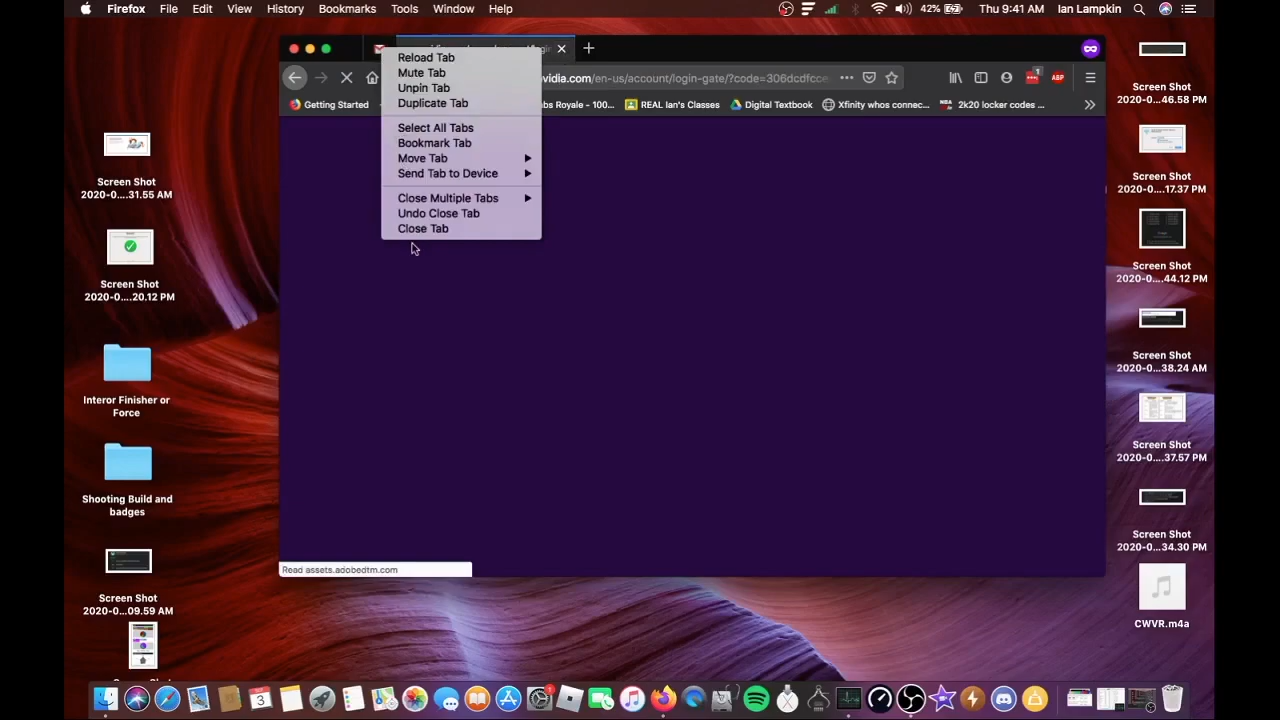 Firefox File Edit View History Bookmarks Tools Window Help 42% Thu 9:41 AM Ian Lampkin
Reload Tab
Mute Tab
Unpin Tab
Duplicate Tab
Select All Tabs
Bookmark Tab
Move Tab
Send Tab to Device
Close Multiple Tabs
Undo Close Tab
Close Tab
vidia.com/en-us/account/login-gate/?code=306dcdfcce
1
ABP
Getting Started
bs Royale - 100...
REAL Ian's Classes
Digital Textbook
Xfinity whos connec...
NBA
2k20 locker codes ...
Read assets.adobedtm.com
Screen Shot
2020-0....31.55 AM
Screen Shot
2020-0....20.12 PM
Interor Finisher or
Force
Shooting Build and
badges
Screen Shot
2020-0...09.59 AM
Screen Shot
2020-0...46.58 PM
Screen Shot
2020-0....17.37 PM
Screen Shot
2020-0...44.12 PM
Screen Shot
2020-0...38.24 AM
Screen Shot
2020-0...37.57 PM
Screen Shot
2020-0...34.30 PM
CWVR.m4a
3